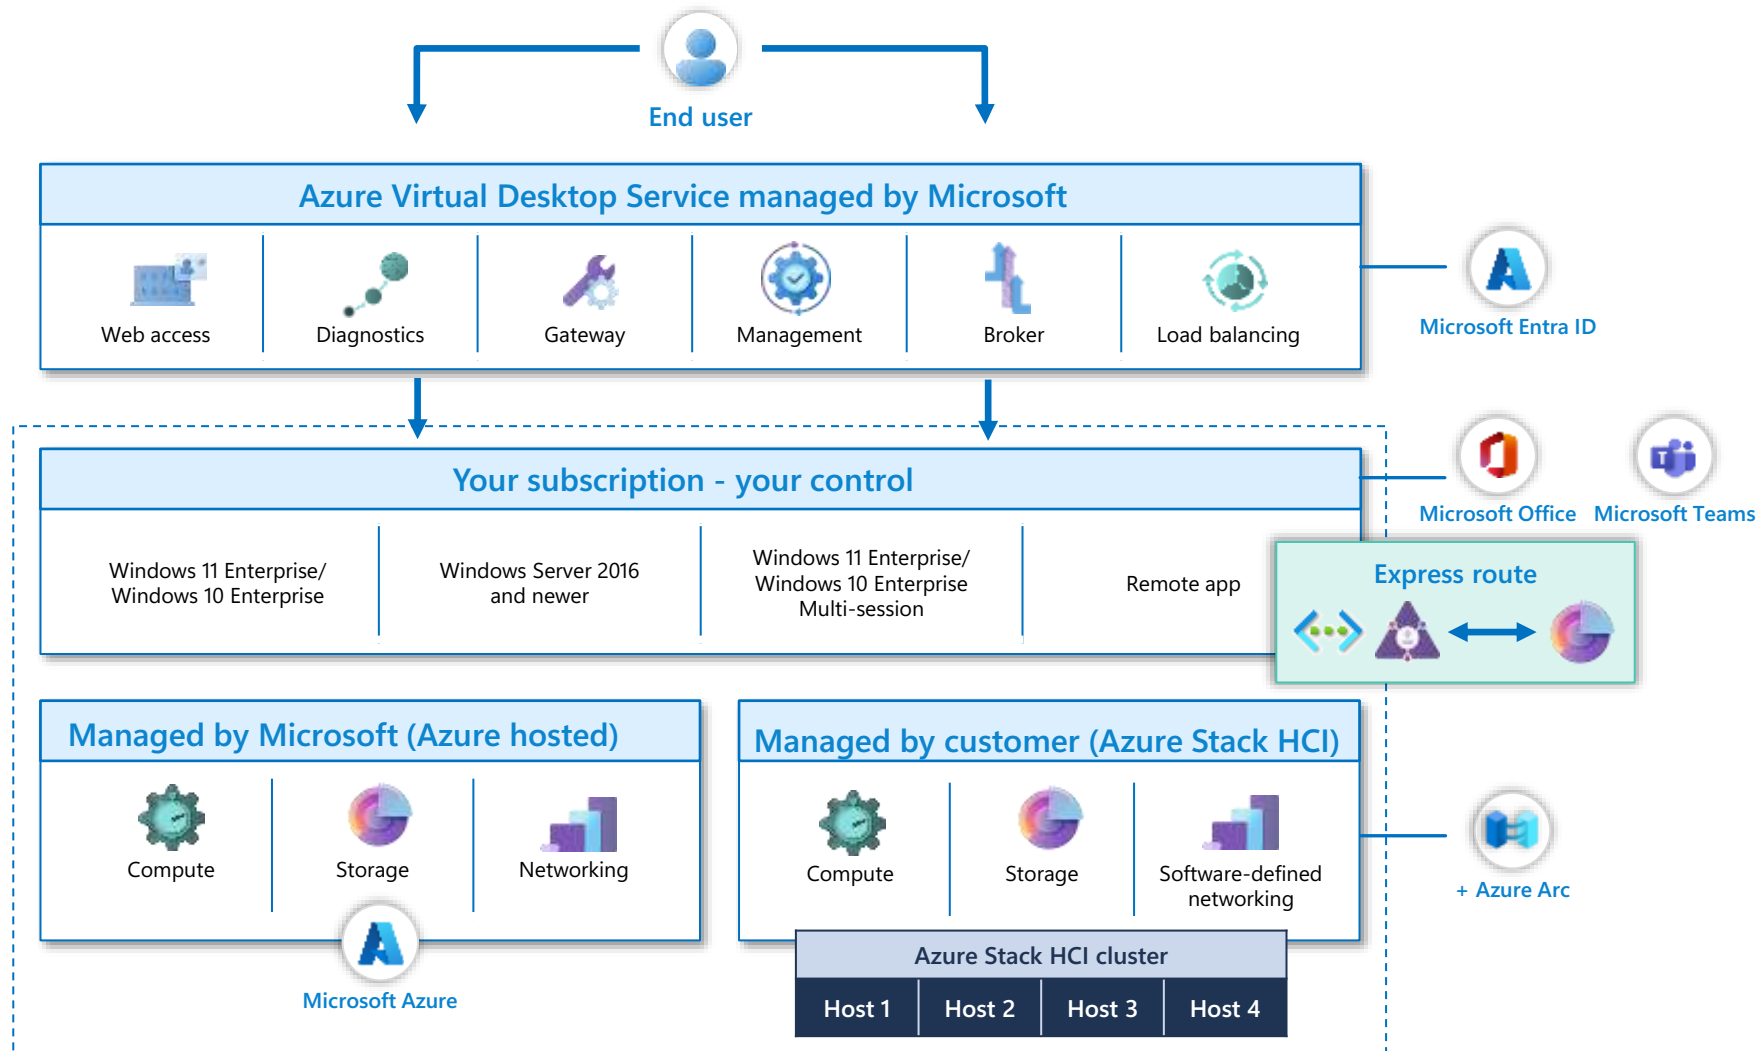 End user
Azure Virtual Desktop Service managed by Microsoft
Web access
Diagnostics
Gateway
Management
Broker
Load balancing
Microsoft Entra ID
Your subscription - your control
Microsoft Office
Microsoft Teams
Windows 11 Enterprise/
Windows 10 Enterprise
Windows Server 2016
and newer
Windows 11 Enterprise/
Windows 10 Enterprise
Multi-session
Remote app
Express route
Managed by Microsoft (Azure hosted)
Compute
Storage
Networking
Microsoft Azure
Managed by customer (Azure Stack HCI)
Compute
Storage
Software-defined
networking
+ Azure Arc
Azure Stack HCI cluster
Host 1
Host 2
Host 3
Host 4